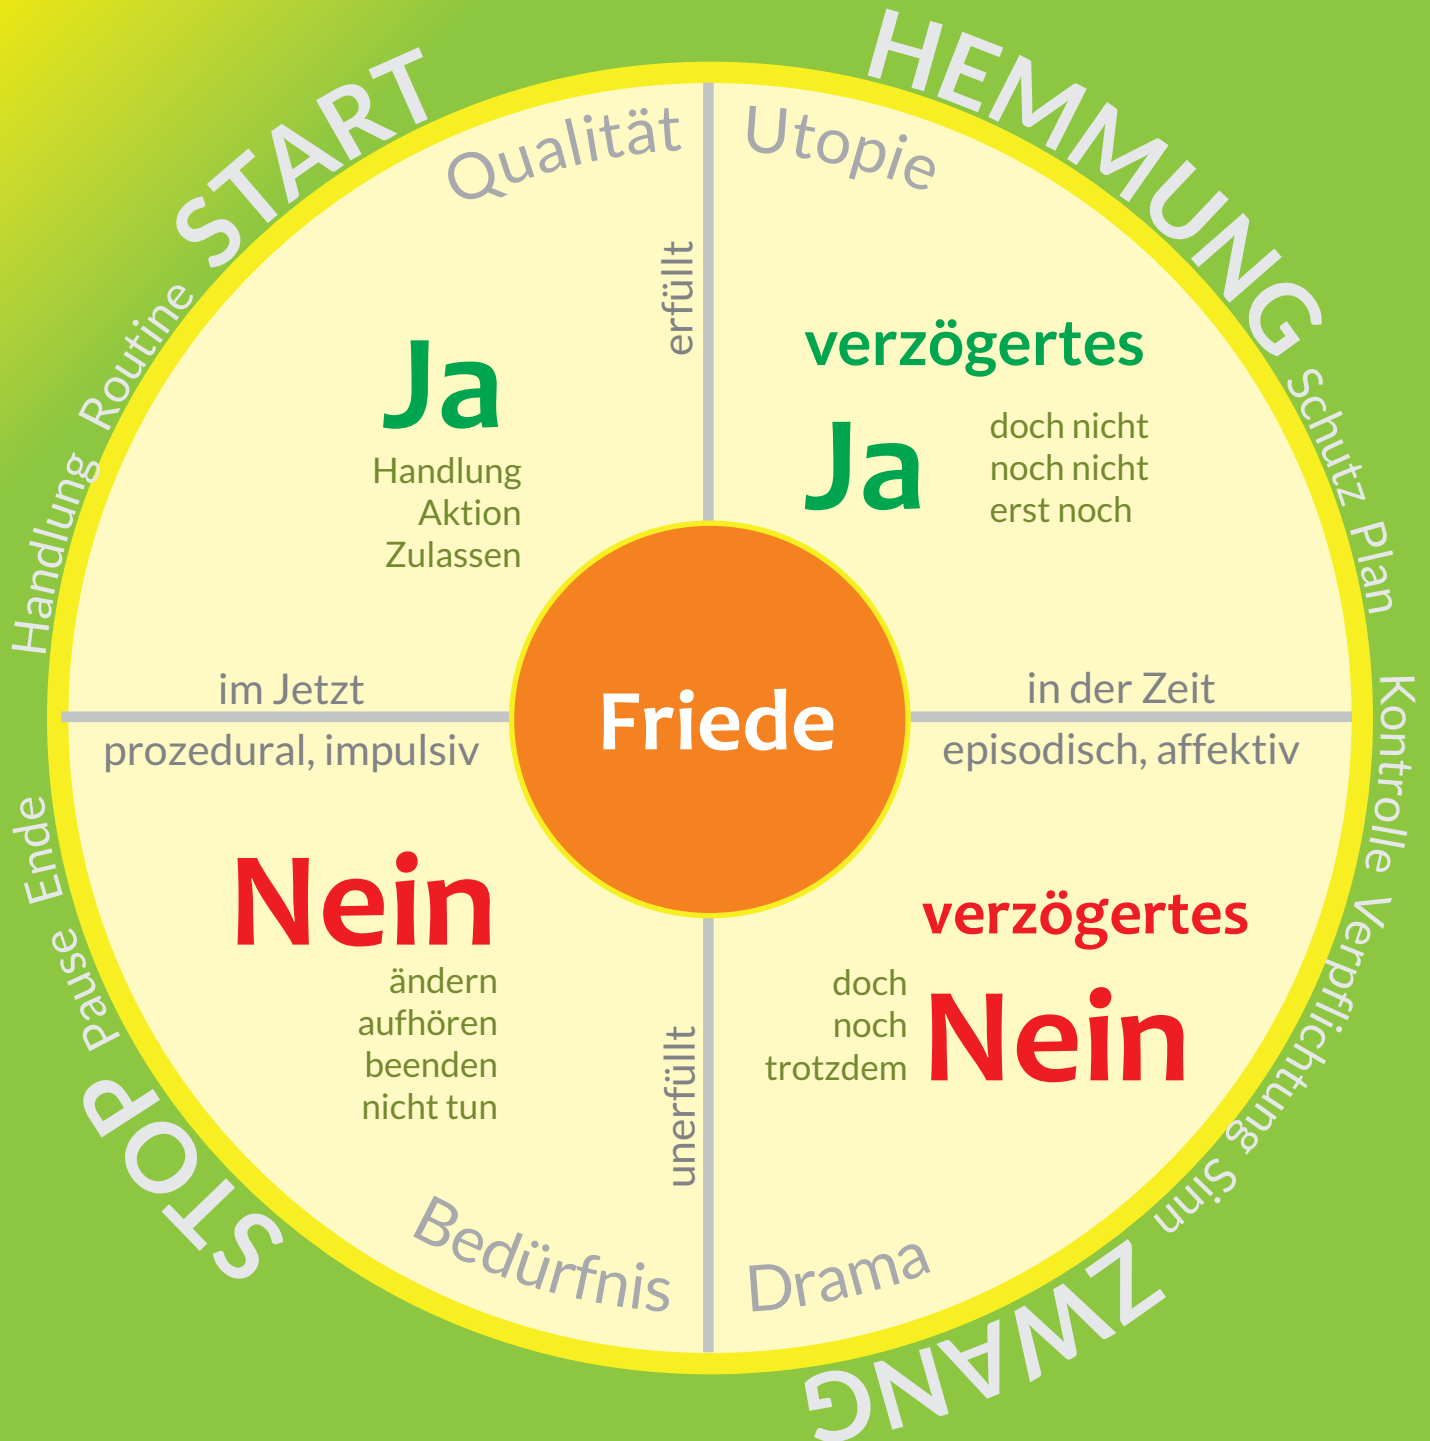 START
HEMMUNG
Handlung Routine
Schutz Plan
Qualität
Utopie
erfüllt
Ja
Handlung
Aktion
Zulassen
verzögertes
Ja
doch nicht
noch nicht
erst noch
im Jetzt
prozedural, impulsiv
Friede
in der Zeit
episodisch, affektiv
Nein
ändern
aufhören
beenden
nicht tun
unerfüllt
verzögertes
Nein
doch
noch
trotzdem
Bedürfnis
Drama
STOP Pause Ende
Kontrolle Verpflichtung Sinn
ZWANG